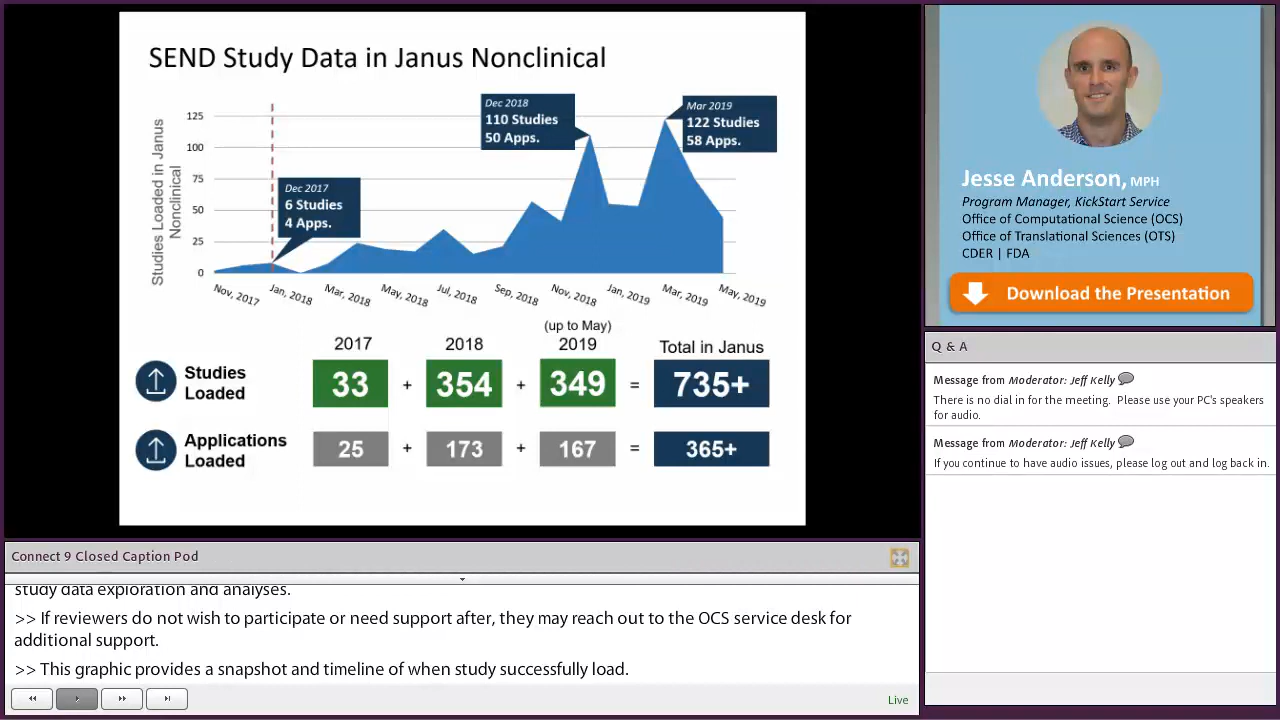 SEND Study Data in Janus Nonclinical
Studies Loaded in Janus
Nonclinical
125
100
75
50
25
0
Dec 2017
6 Studies
4 Apps.
Dec 2018
110 Studies
50 Apps.
Mar 2019
122 Studies
58 Apps.
Nov, 2017
Jan, 2018
Mar, 2018
May, 2018
Jul, 2018
Sep, 2018
Nov, 2018
Jan, 2019
Mar, 2019
May, 2019
(up to May)
2017 2018 2019 Total in Janus
Studies
Loaded
33 + 354 + 349 = 735+
Applications
Loaded
25 + 173 + 167 = 365+
Jesse Anderson, MPH
Program Manager, KickStart Service
Office of Computational Science (OCS)
Office of Translational Sciences (OTS)
CDER | FDA
Download the Presentation
Q & A
Message from Moderator: Jeff Kelly
There is no dial in for the meeting. Please use your PC's speakers
for audio.
Message from Moderator: Jeff Kelly
If you continue to have audio issues, please log out and log back in.
Connect 9 Closed Caption Pod
study data exploration and analyses.
>> If reviewers do not wish to participate or need support after, they may reach out to the OCS service desk for
additional support.
>> This graphic provides a snapshot and timeline of when study successfully load.
Live